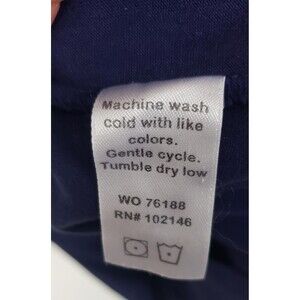 Machine wash
cold with like
colors.
Gentle cycle.
Tumble dry low
WO 76188
RN# 102146